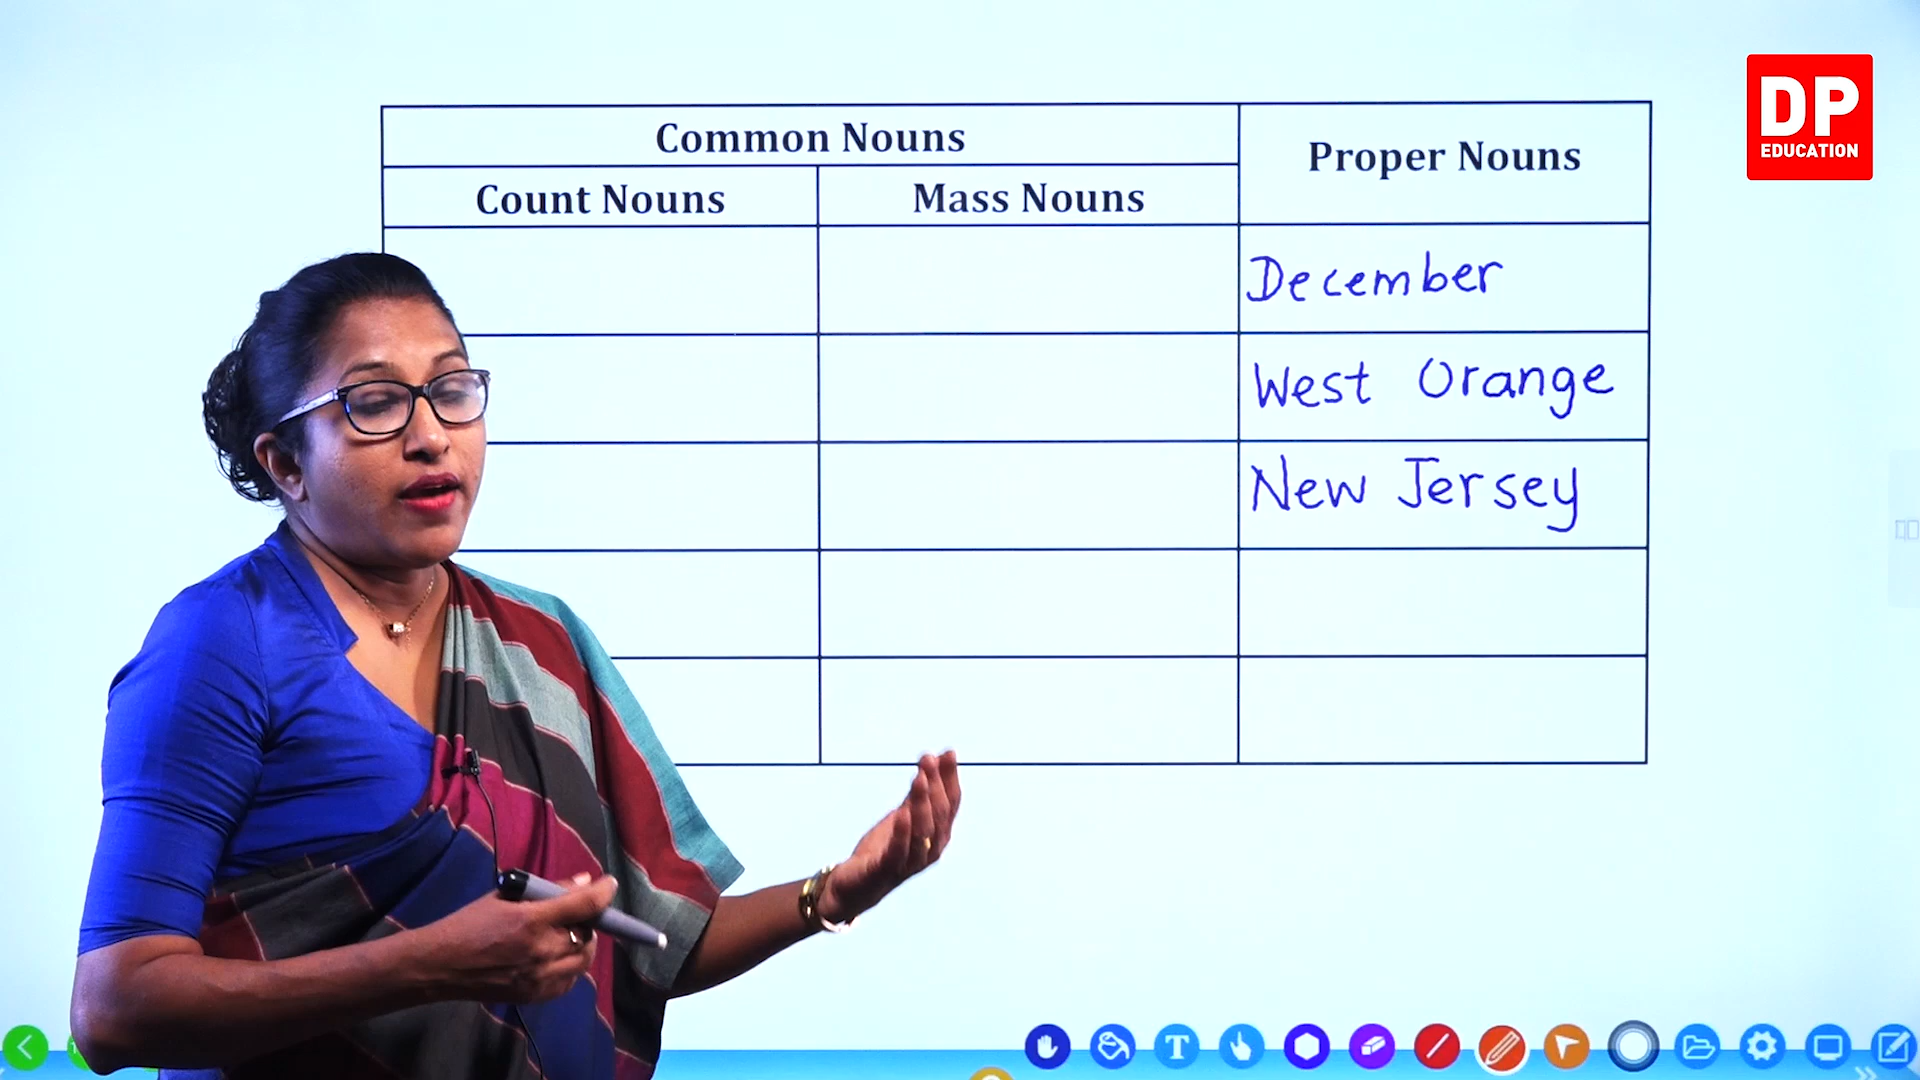 DP
EDUCATION
Common Nouns
Proper Nouns
Count Nouns
Mass Nouns
December
West Orange
New Jersey
T